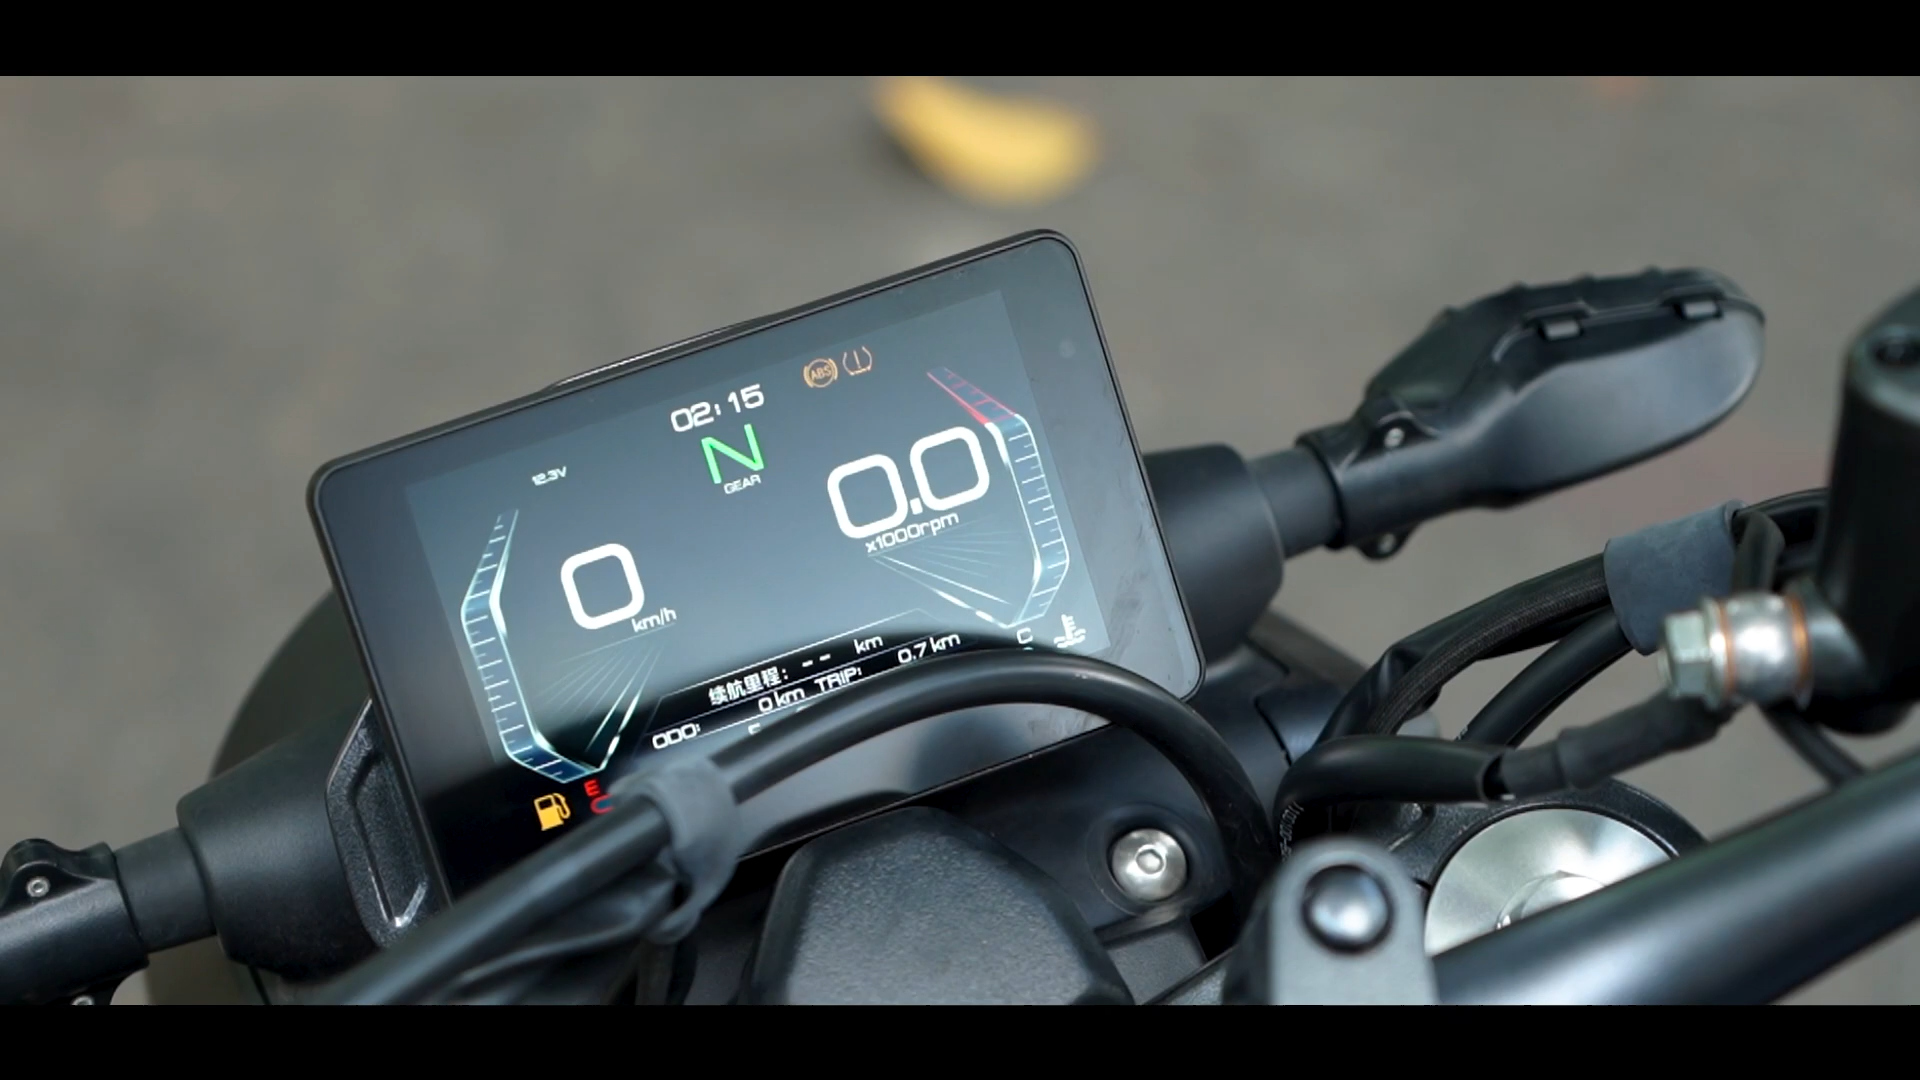 ABS
02:15
N
GEAR
12.3V
0.0
x1000rpm
0
km/h
续航里程: -- km
ODO: 0 km TRIP: 0.7 km
C
E